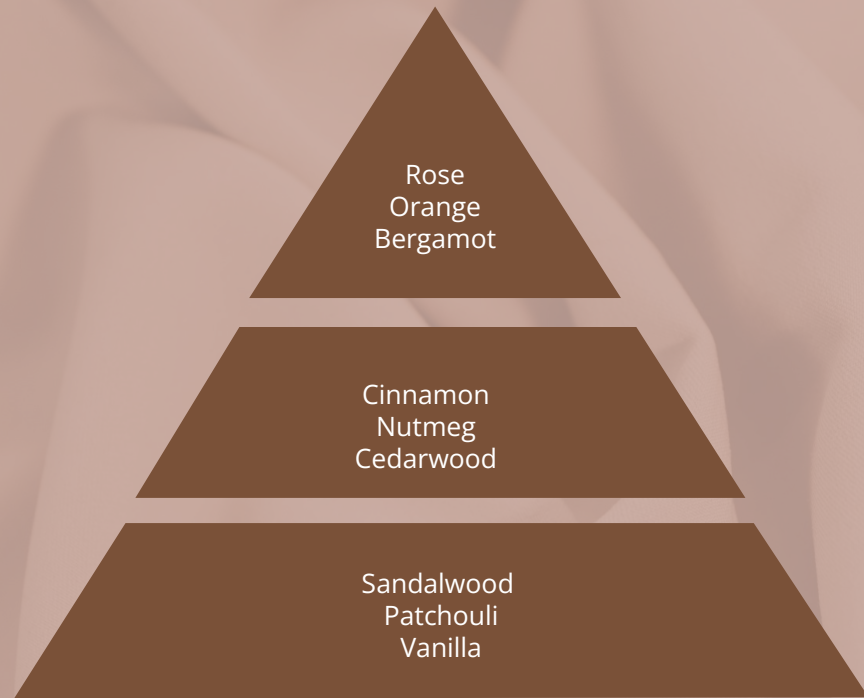 Rose
Orange
Bergamot
Cinnamon
Nutmeg
Cedarwood
Sandalwood
Patchouli
Vanilla